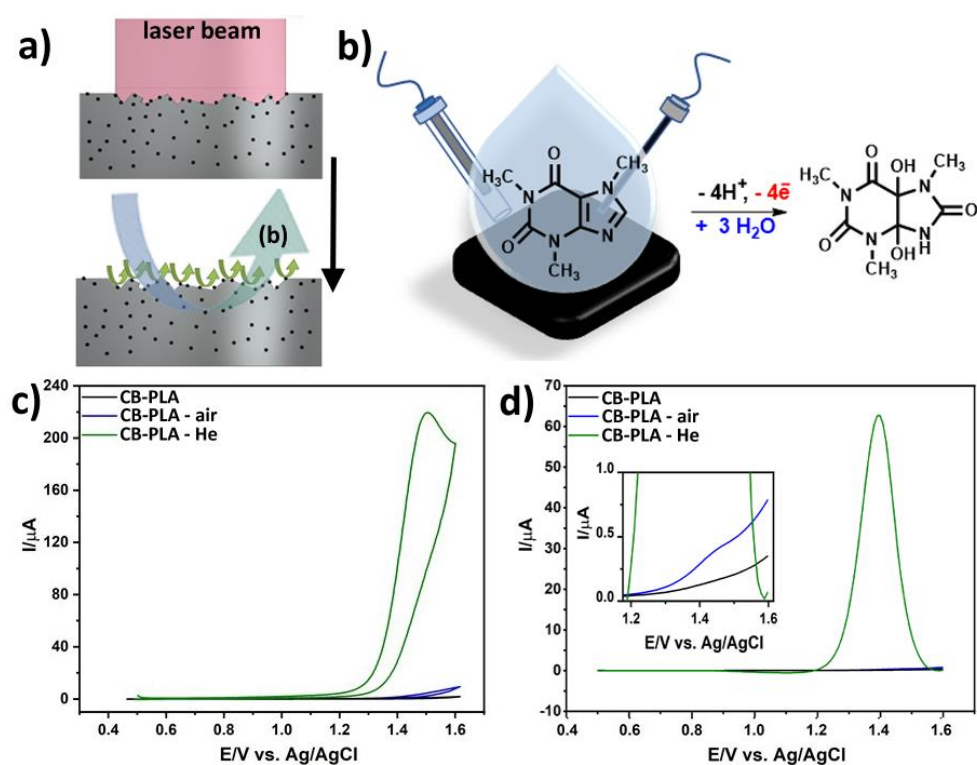 a)
laser beam
(b)
b)
O
CH₃
H₃C
N
N
O
N
N
CH₃
- 4H⁺, - 4ē
+ 3 H₂O
O
OH
CH₃
H₃C
N
N
O
O
N
N
H
OH
CH₃
c)
CB-PLA
CB-PLA - air
CB-PLA - He
240
200
160
120
80
40
0
I/µA
0.4 0.6 0.8 1.0 1.2 1.4 1.6
E/V vs. Ag/AgCl
d)
CB-PLA
CB-PLA - air
CB-PLA - He
70
60
50
40
30
20
10
0
-10
I/µA
1.0
0.5
0.0
I/µA
1.2 1.4 1.6
E/V vs. Ag/AgCl
0.4 0.6 0.8 1.0 1.2 1.4 1.6
E/V vs. Ag/AgCl